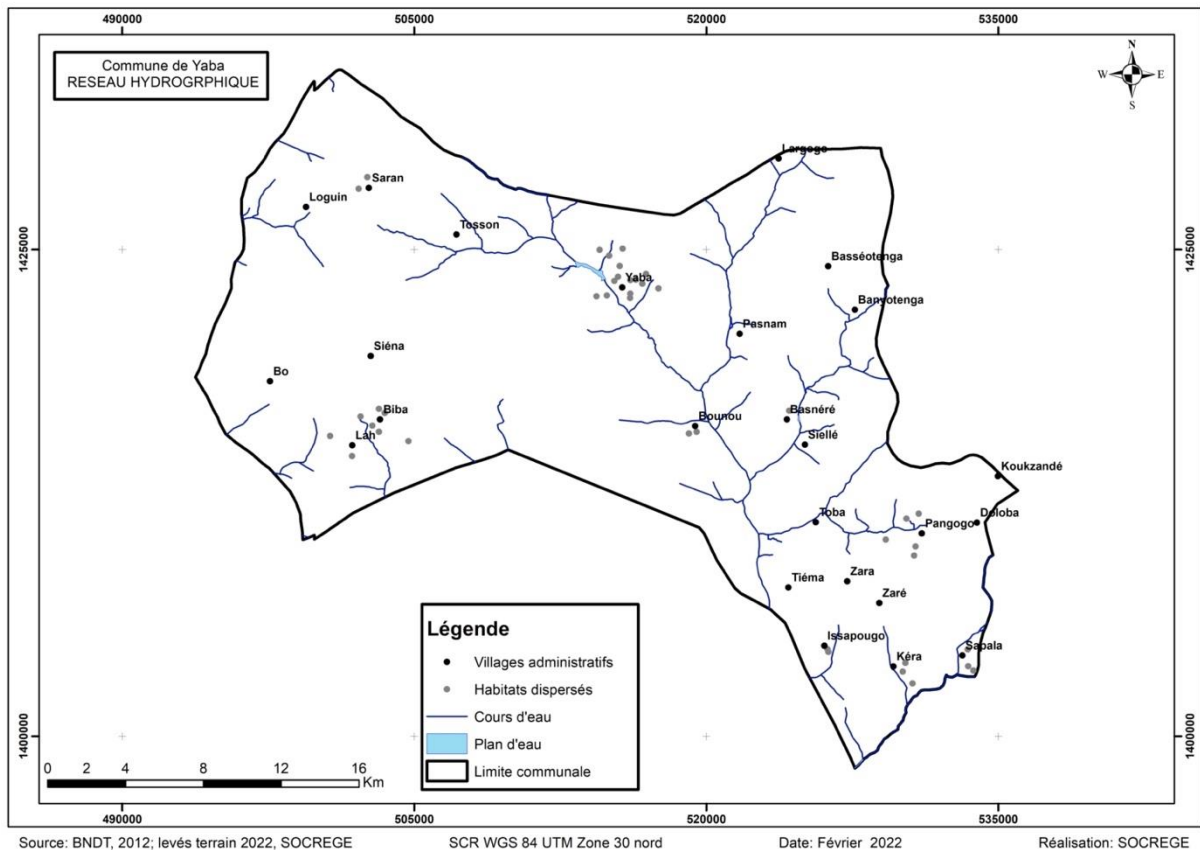 490000 505000 520000 535000
Commune de Yaba
RESEAU HYDROGRPHIQUE
N
W E
S
Largogo
Saran
Loguin
Tosson
1425000 1425000
Basséotenga
Yaba
Banyotenga
Pasnam
Siéna
Bo
Biba
Bounou
Basnéré
Lah
Siellé
Koukzandé
Toba
Doloba
Pangogo
Tiéma
Zara
Zaré
Issapougo
Sapala
Kéra
Légende
Villages administratifs
Habitats dispersés
Cours d'eau
Plan d'eau
Limite communale
1400000 1400000
0 2 4 8 12 16
Km
490000 505000 520000 535000
Source: BNDT, 2012; levés terrain 2022, SOCREGE SCR WGS 84 UTM Zone 30 nord Date: Février 2022 Réalisation: SOCREGE